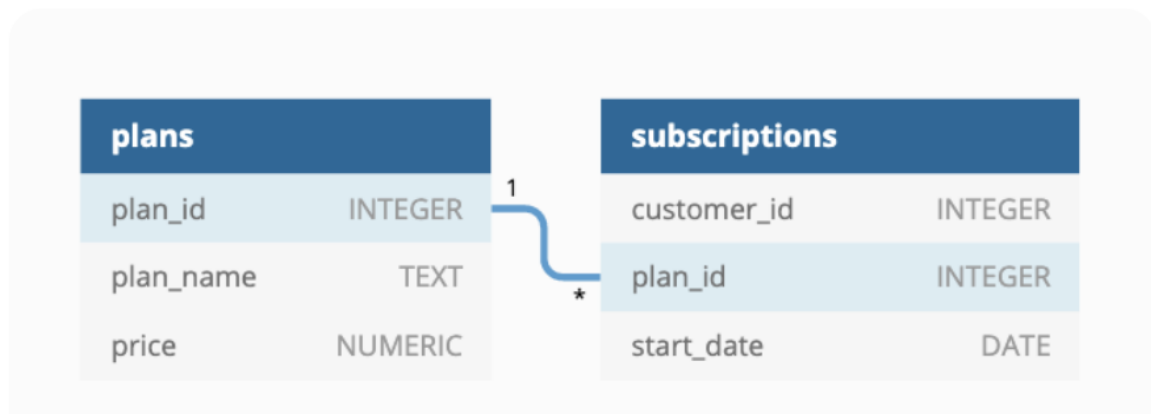 plans
plan_id INTEGER
plan_name TEXT
price NUMERIC
1
*
subscriptions
customer_id INTEGER
plan_id INTEGER
start_date DATE